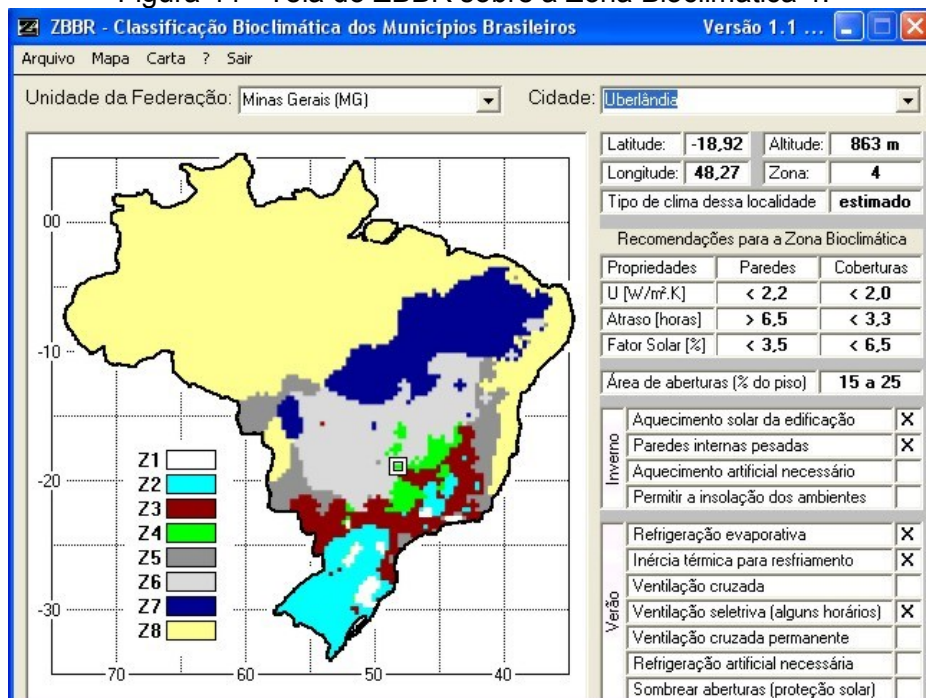 Figura 44 - Tela do ZBBR sobre a Zona Bioclimática 4.
ZBBR - Classificação Bioclimática dos Municípios Brasileiros Versão 1.1 ...
Arquivo Mapa Carta ? Sair
Unidade da Federação: Minas Gerais (MG) Cidade: Uberlândia
Latitude: -18,92 Altitude: 863 m
Longitude: 48,27 Zona: 4
Tipo de clima dessa localidade estimado
Recomendações para a Zona Bioclimática
Propriedades Paredes Coberturas
U [W/m².K] < 2,2 < 2,0
Atraso [horas] > 6,5 < 3,3
Fator Solar [%] < 3,5 < 6,5
Área de aberturas (% do piso) 15 a 25
Inverno
Aquecimento solar da edificação X
Paredes internas pesadas X
Aquecimento artificial necessário
Permitir a insolação dos ambientes
Verão
Refrigeração evaporativa X
Inércia térmica para resfriamento X
Ventilação cruzada
Ventilação seletriva (alguns horários) X
Ventilação cruzada permanente
Refrigeração artificial necessária
Sombrear aberturas (proteção solar)
00
-10
-20
-30
Z1
Z2
Z3
Z4
Z5
Z6
Z7
Z8
-70 -60 -50 -40